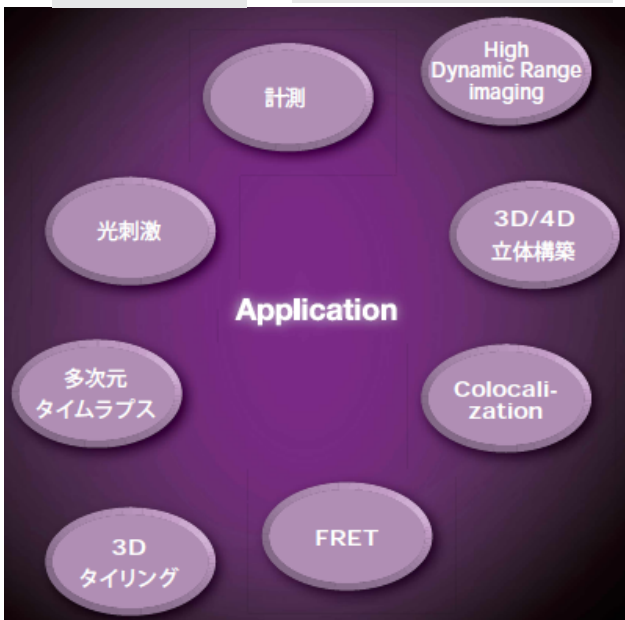 計測
High
Dynamic Range
imaging
光刺激
3D/4D
立体構築
Application
多次元
タイムラプス
Colocali-
zation
FRET
3D
タイリング